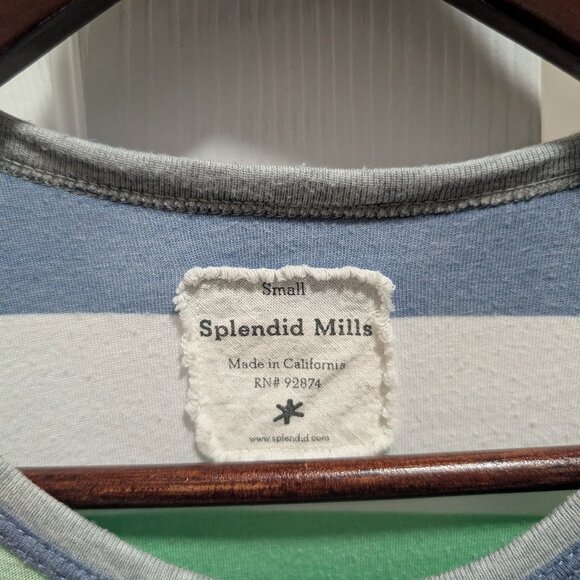 Small
Splendid Mills
Made in California
RN# 92874
www.splendid.com